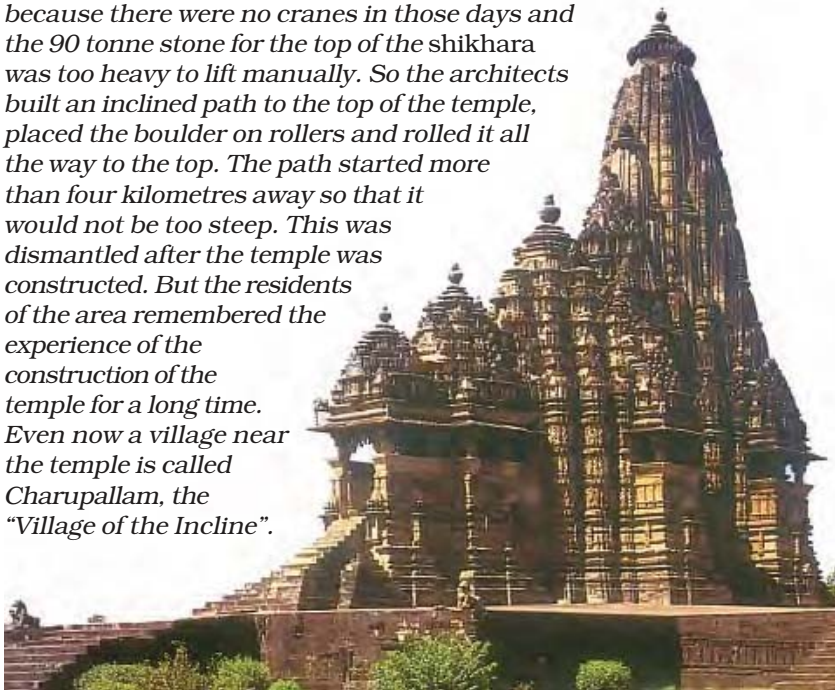 because there were no cranes in those days and
the 90 tonne stone for the top of the shikhara
was too heavy to lift manually. So the architects
built an inclined path to the top of the temple,
placed the boulder on rollers and rolled it all
the way to the top. The path started more
than four kilometres away so that it
would not be too steep. This was
dismantled after the temple was
constructed. But the residents
of the area remembered the
experience of the
construction of the
temple for a long time.
Even now a village near
the temple is called
Charupallam, the
“Village of the Incline”.